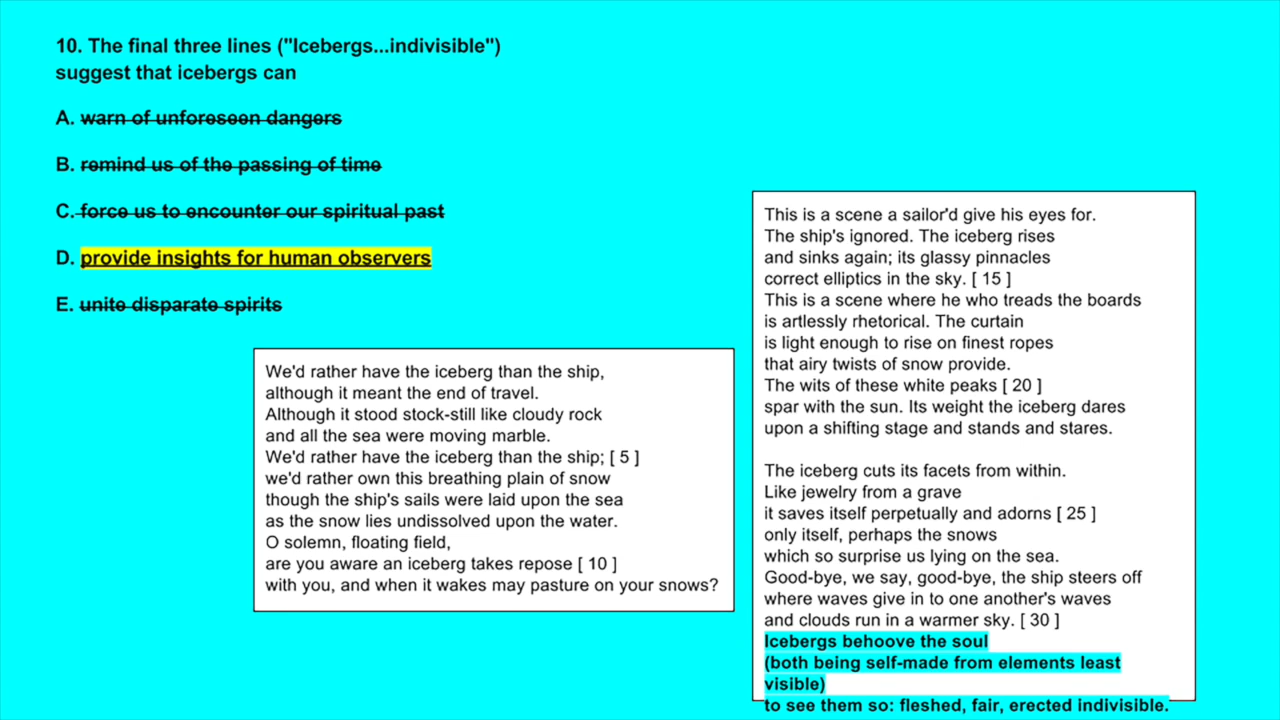 10. The final three lines ("Icebergs...indivisible")
suggest that icebergs can
A. warn of unforeseen dangers
B. remind us of the passing of time
C. force us to encounter our spiritual past
D. provide insights for human observers
E. unite disparate spirits
We'd rather have the iceberg than the ship,
although it meant the end of travel.
Although it stood stock-still like cloudy rock
and all the sea were moving marble.
We'd rather have the iceberg than the ship; [ 5 ]
we'd rather own this breathing plain of snow
though the ship's sails were laid upon the sea
as the snow lies undissolved upon the water.
O solemn, floating field,
are you aware an iceberg takes repose [ 10 ]
with you, and when it wakes may pasture on your snows?
This is a scene a sailor'd give his eyes for.
The ship's ignored. The iceberg rises
and sinks again; its glassy pinnacles
correct elliptics in the sky. [ 15 ]
This is a scene where he who treads the boards
is artlessly rhetorical. The curtain
is light enough to rise on finest ropes
that airy twists of snow provide.
The wits of these white peaks [ 20 ]
spar with the sun. Its weight the iceberg dares
upon a shifting stage and stands and stares.
The iceberg cuts its facets from within.
Like jewelry from a grave
it saves itself perpetually and adorns [ 25 ]
only itself, perhaps the snows
which so surprise us lying on the sea.
Good-bye, we say, good-bye, the ship steers off
where waves give in to one another's waves
and clouds run in a warmer sky. [ 30 ]
Icebergs behoove the soul
(both being self-made from elements least
visible)
to see them so: fleshed, fair, erected indivisible.